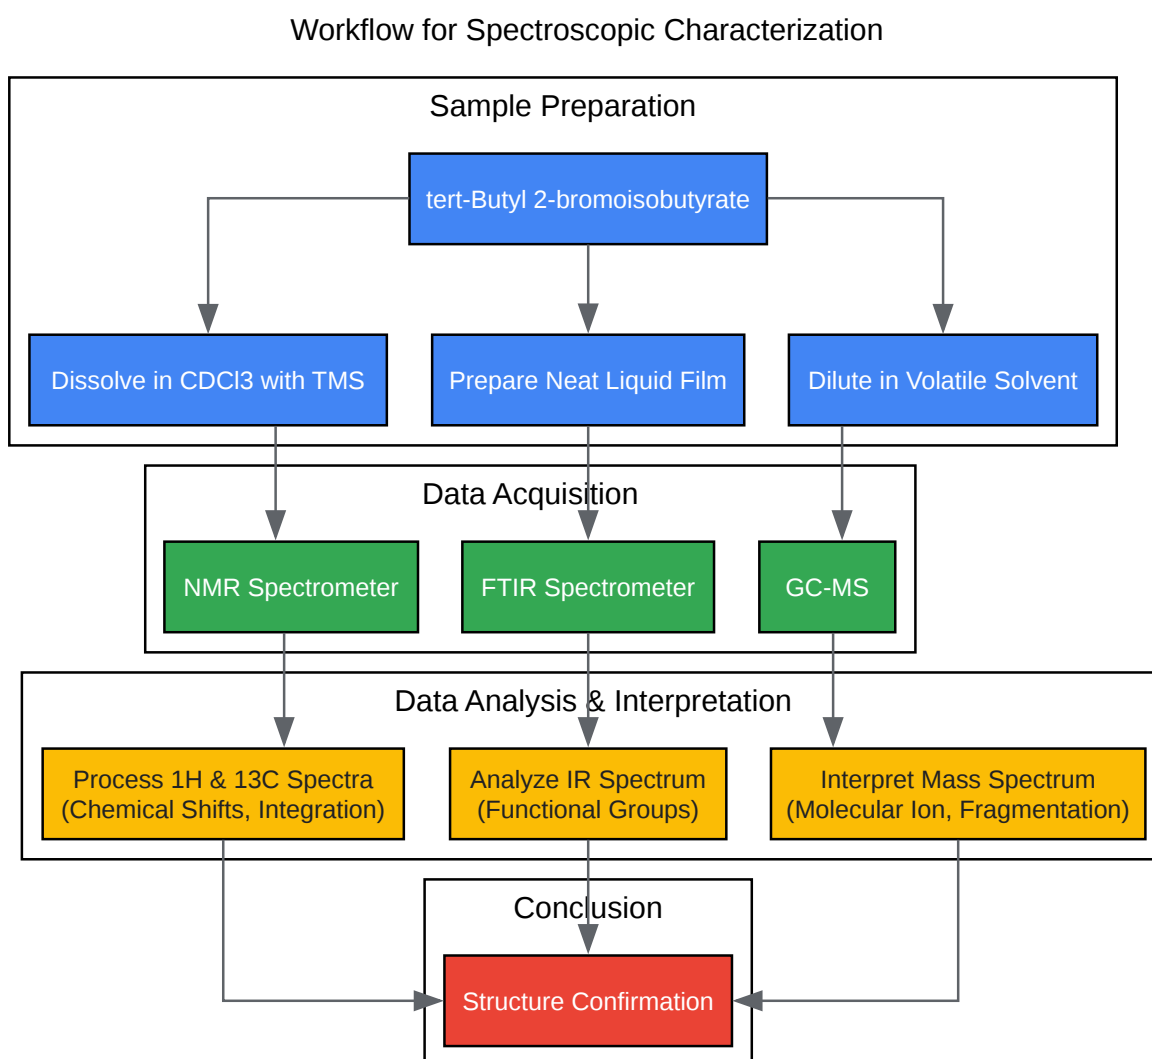 Workflow for Spectroscopic Characterization
Sample Preparation
tert-Butyl 2-bromoisobutyrate
Dissolve in CDCl3 with TMS
Prepare Neat Liquid Film
Dilute in Volatile Solvent
Data Acquisition
NMR Spectrometer
FTIR Spectrometer
GC-MS
Data Analysis & Interpretation
Process 1H & 13C Spectra
(Chemical Shifts, Integration)
Analyze IR Spectrum
(Functional Groups)
Interpret Mass Spectrum
(Molecular Ion, Fragmentation)
Conclusion
Structure Confirmation